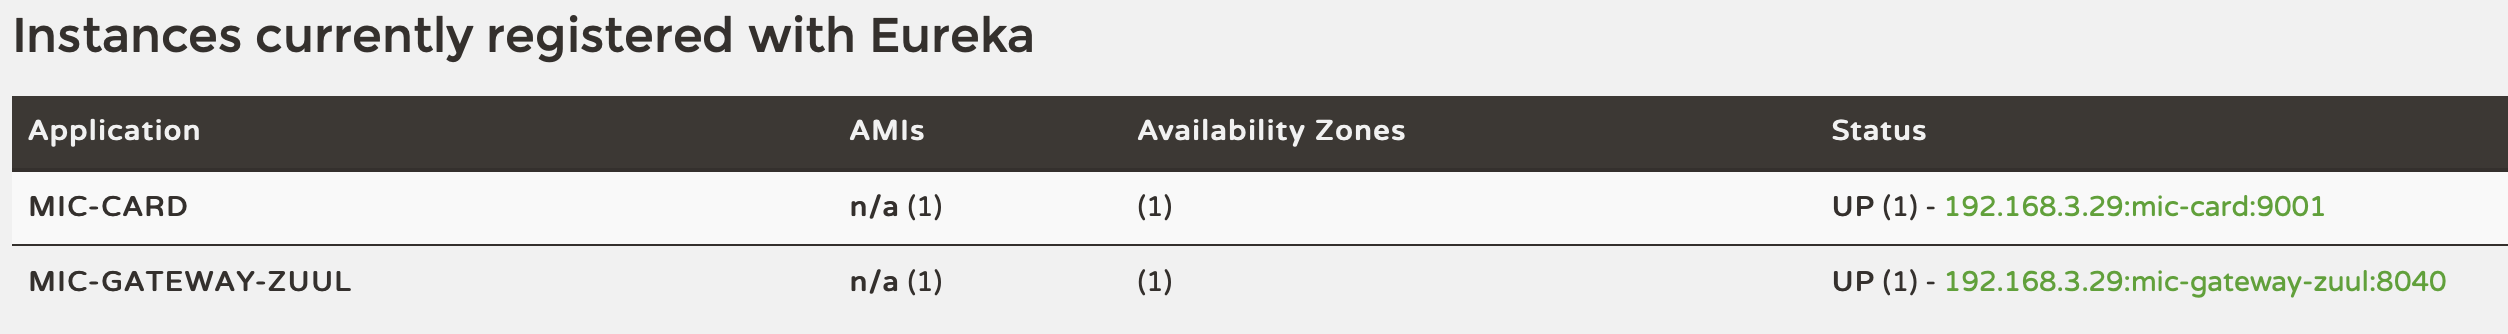 Instances currently registered with Eureka
Application AMIs Availability Zones Status
MIC-CARD n/a (1) (1) UP (1) - 192.168.3.29:mic-card:9001
MIC-GATEWAY-ZUUL n/a (1) (1) UP (1) - 192.168.3.29:mic-gateway-zuul:8040